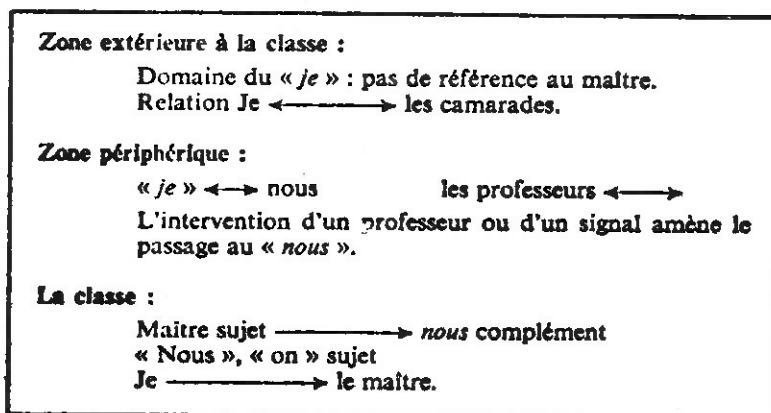 Zone extérieure à la classe :
Domaine du « je » : pas de référence au maître.
Relation Je ⟷ les camarades.
Zone périphérique :
« je » ⟷ nous les professeurs ⟷
L'intervention d'un professeur ou d'un signal amène le
passage au « nous ».
La classe :
Maître sujet ⟶ nous complément
« Nous », « on » sujet
Je ⟶ le maître.